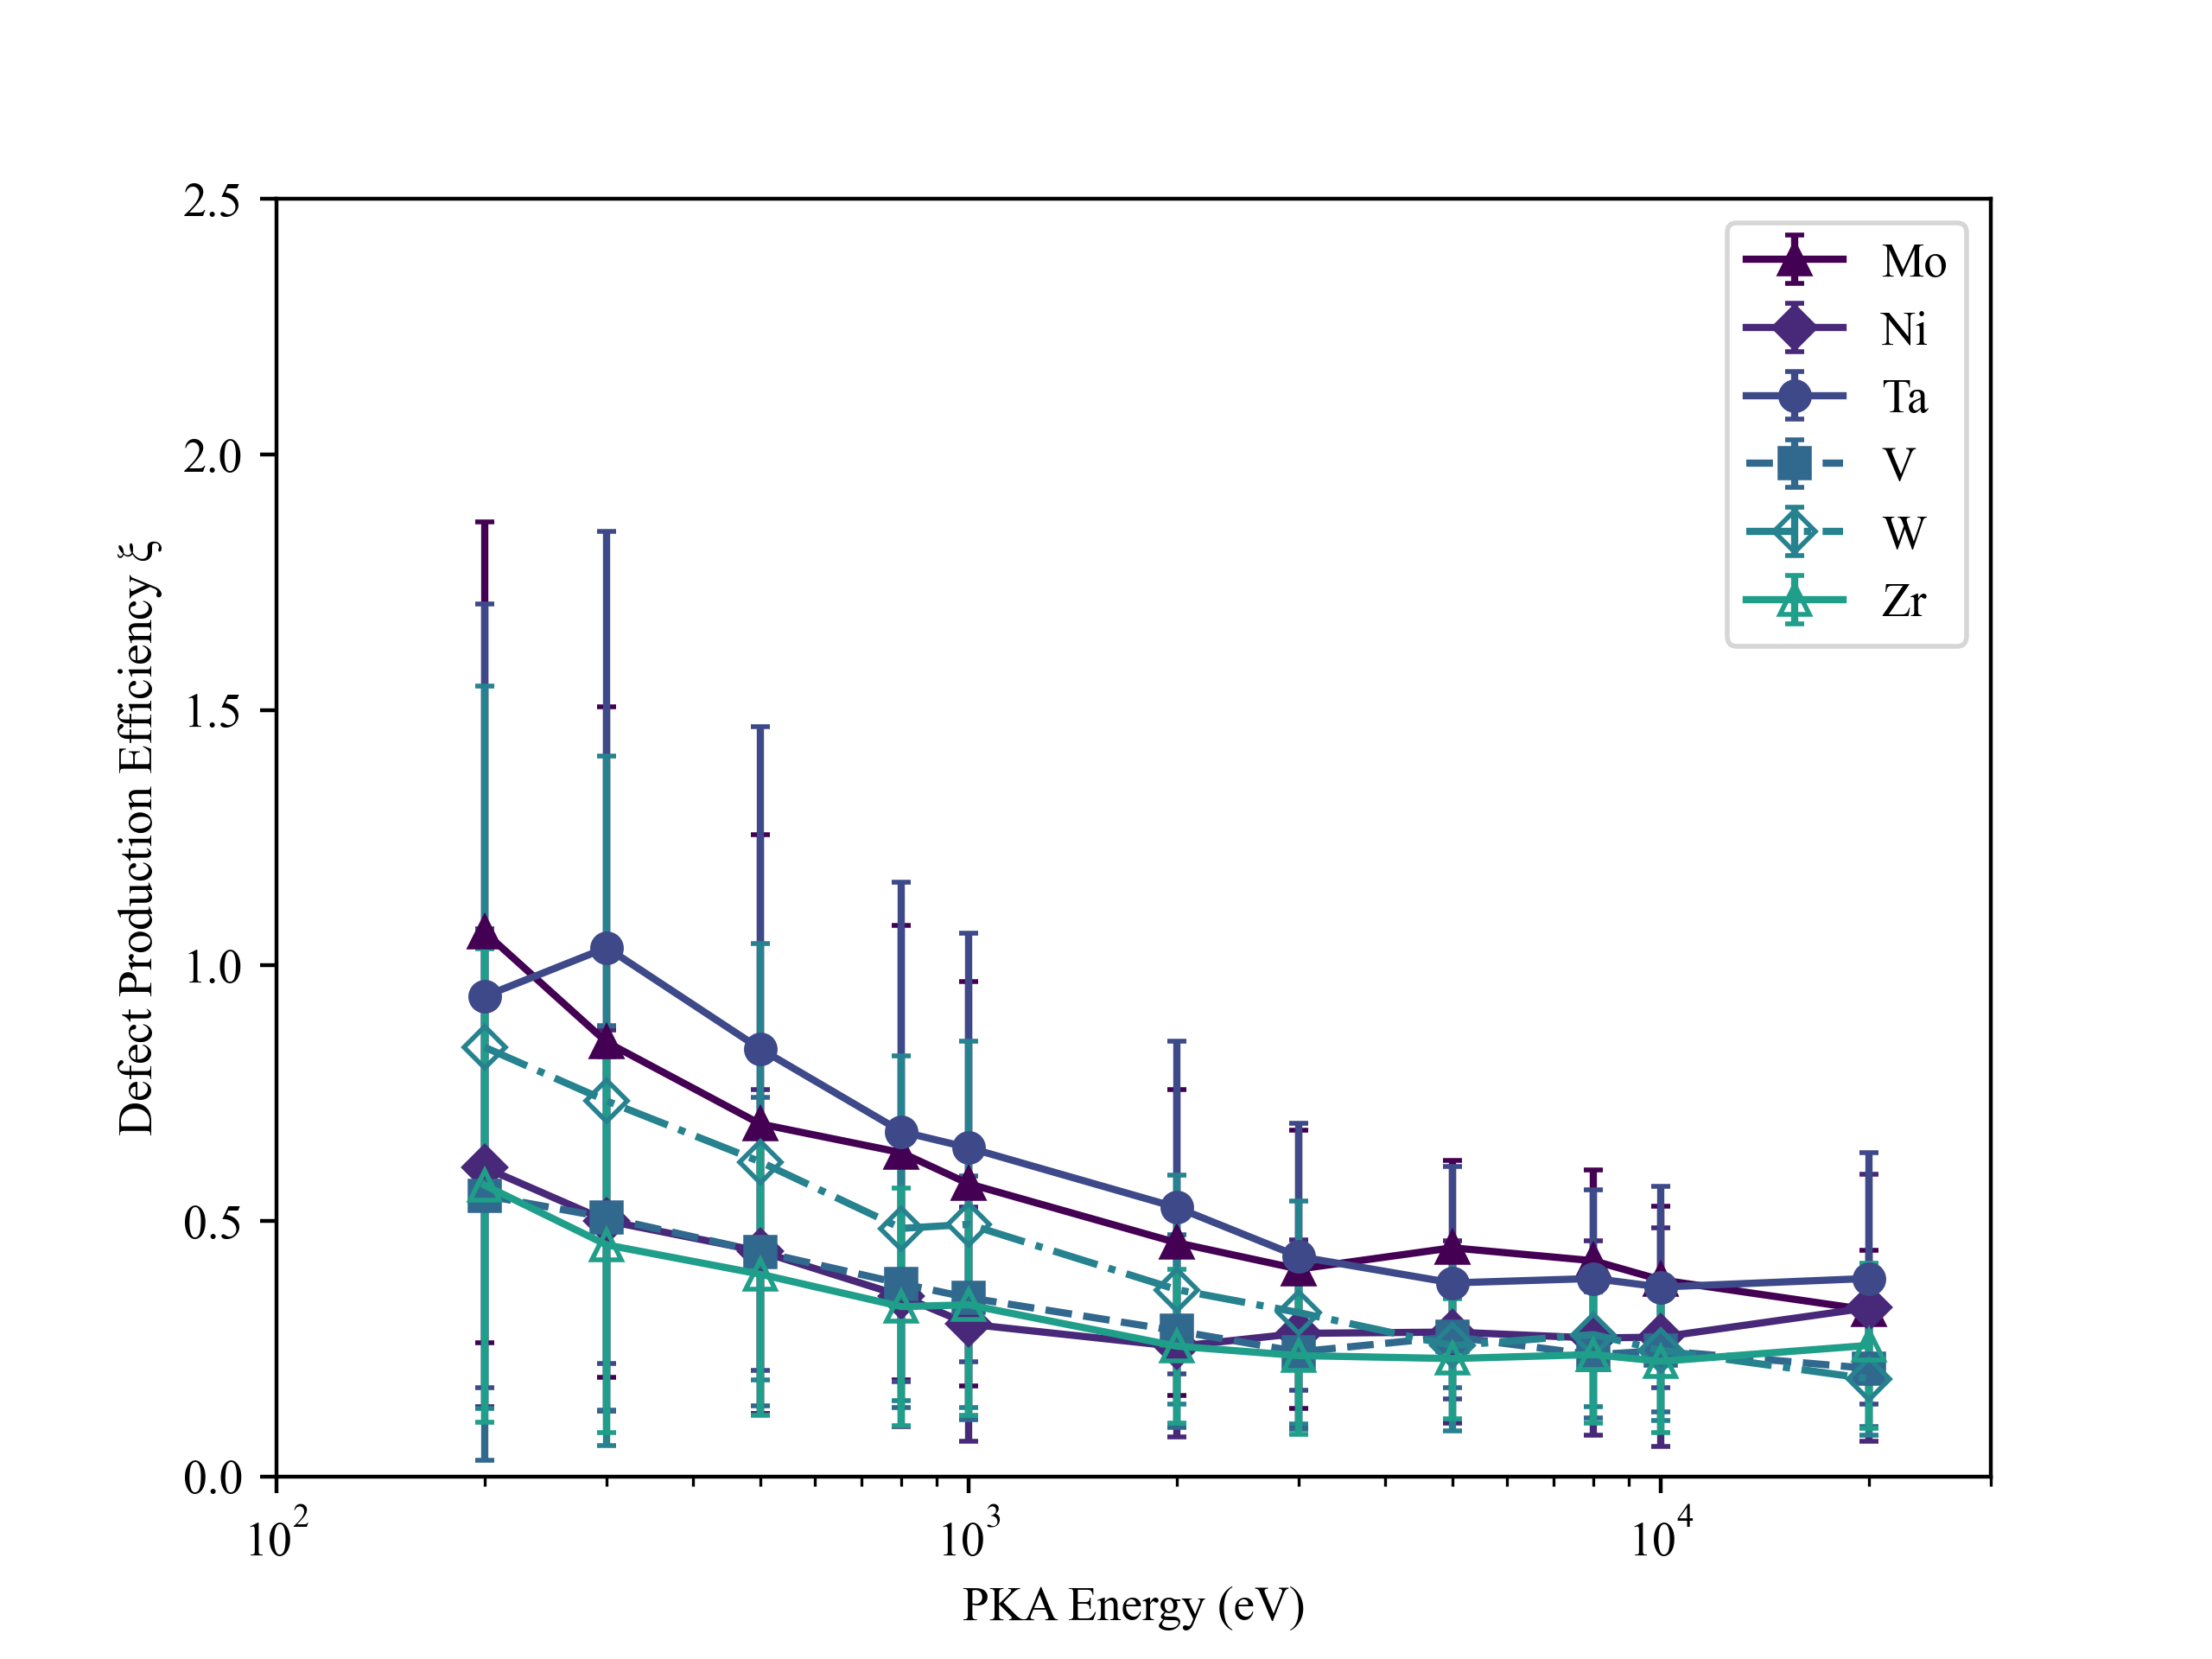 2.5
2.0
1.5
1.0
0.5
0.0
Defect Production Efficiency ξ
10²
10³
10⁴
PKA Energy (eV)
Mo
Ni
Ta
V
W
Zr